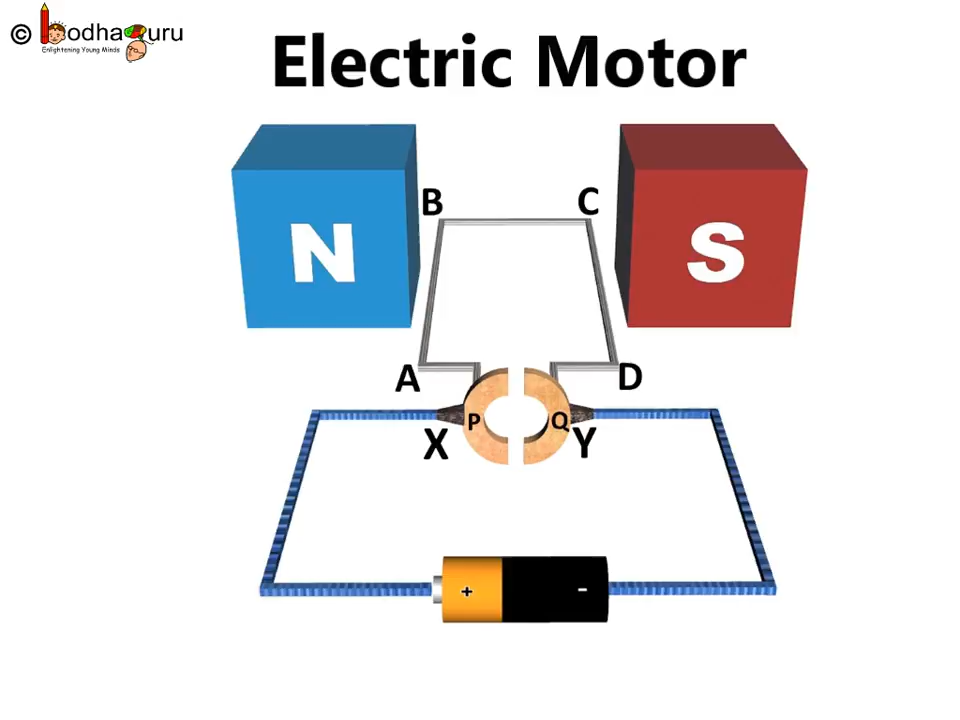 © bodhaguru
Enlightening Young Minds
Electric Motor
N
S
B
C
A
D
P
Q
X
Y
+
-